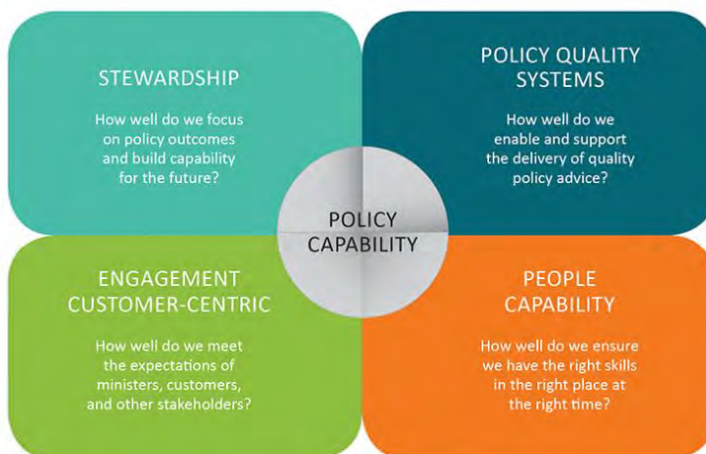 STEWARDSHIP
How well do we focus
on policy outcomes
and build capability
for the future?
POLICY QUALITY
SYSTEMS
How well do we
enable and support
the delivery of quality
policy advice?
POLICY
CAPABILITY
ENGAGEMENT
CUSTOMER-CENTRIC
How well do we meet
the expectations of
ministers, customers,
and other stakeholders?
PEOPLE
CAPABILITY
How well do we ensure
we have the right skills
in the right place at
the right time?